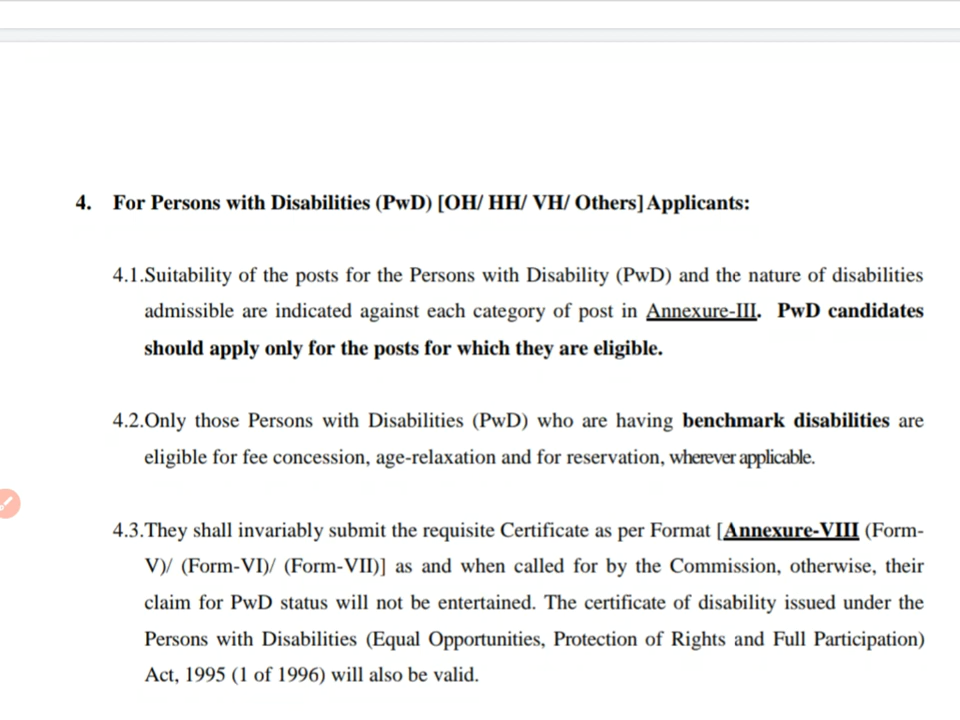 4. For Persons with Disabilities (PwD) [OH/ HH/ VH/ Others] Applicants:
4.1.Suitability of the posts for the Persons with Disability (PwD) and the nature of disabilities
admissible are indicated against each category of post in Annexure-III. PwD candidates
should apply only for the posts for which they are eligible.
4.2.Only those Persons with Disabilities (PwD) who are having benchmark disabilities are
eligible for fee concession, age-relaxation and for reservation, wherever applicable.
4.3.They shall invariably submit the requisite Certificate as per Format [Annexure-VIII (Form-
V)/ (Form-VI)/ (Form-VII)] as and when called for by the Commission, otherwise, their
claim for PwD status will not be entertained. The certificate of disability issued under the
Persons with Disabilities (Equal Opportunities, Protection of Rights and Full Participation)
Act, 1995 (1 of 1996) will also be valid.